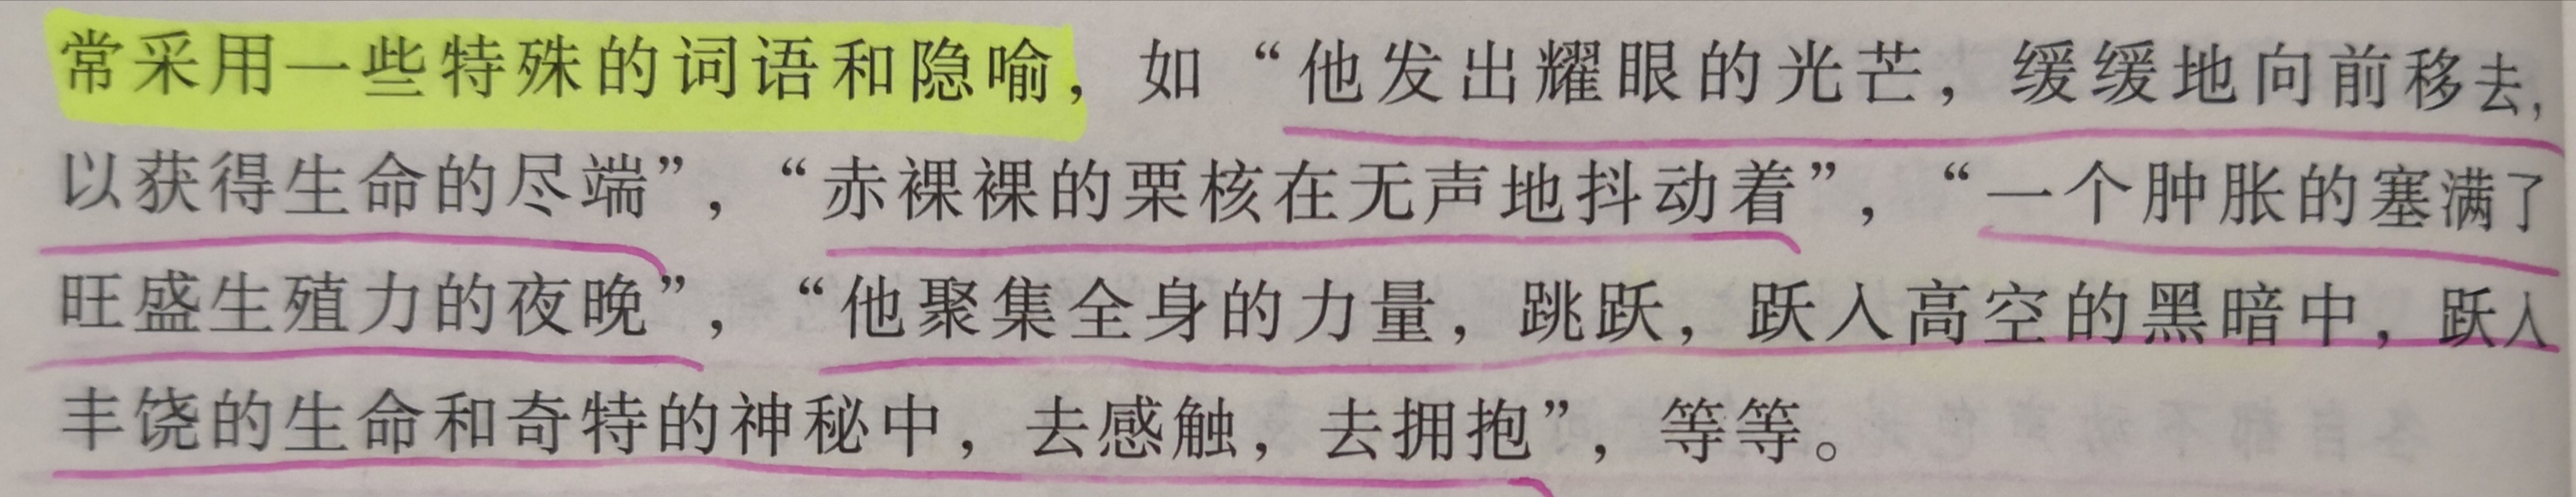 常采用一些特殊的词语和隐喻，如“他发出耀眼的光芒，缓缓地向前移去，
以获得生命的尽端”，“赤裸裸的栗核在无声地抖动着”，“一个肿胀的塞满了
旺盛生殖力的夜晚”，“他聚集全身的力量，跳跃，跃入高空的黑暗中，跃入
丰饶的生命和奇特的神秘中，去感触，去拥抱”，等等。